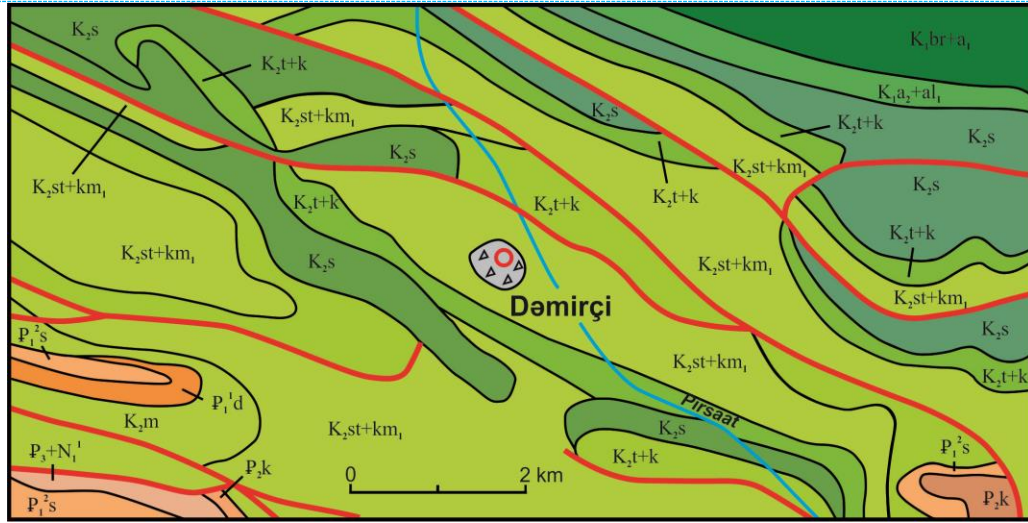 K₂s
K₂t+k
K₂st+km₁
K₂s
K₂st+km₁
K₂t+k
K₂s
K₂st+km₁
K₂s
K₂t+k
K₂t+k
K₂st+km₁
K₁br+a₁
K₁a₂+al₁
K₂t+k
K₂s
K₂s
K₂t+k
K₂st+km₁
K₂s
K₂t+k
K₂st+km₁
Dəmirçi
K₂st+km₁
Pirsaat
K₂s
K₂t+k
K₂st+km₁
₽₁²s
₽₁¹d
K₂m
₽₃+N₁¹
₽₁²s
₽₂k
0 2 km
₽₁²s
₽₂k